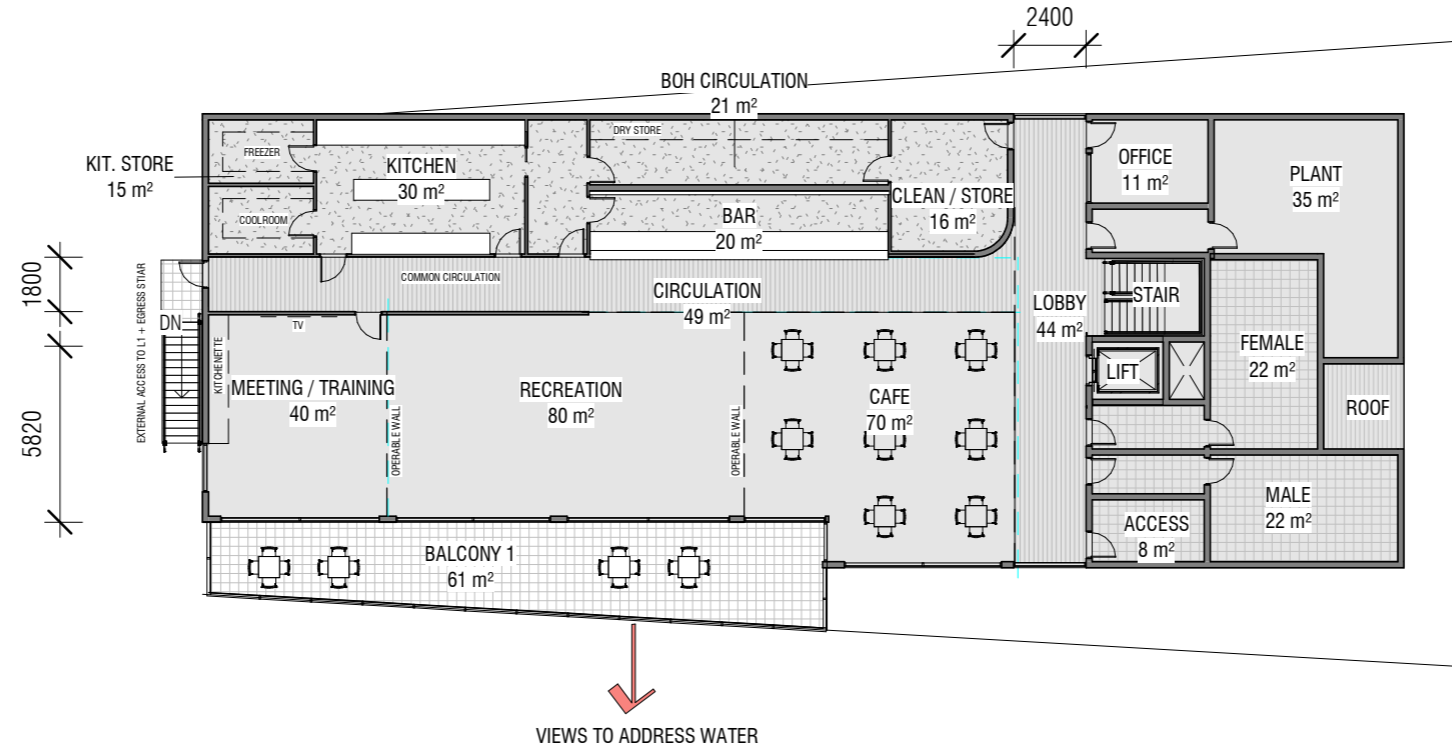 2400
BOH CIRCULATION
21 m²
DRY STORE
FREEZER
KIT. STORE
15 m²
KITCHEN
30 m²
OFFICE
11 m²
PLANT
35 m²
CLEAN / STORE
16 m²
COOLROOM
BAR
20 m²
1800
COMMON CIRCULATION
CIRCULATION
49 m²
LOBBY
44 m²
STAIR
EXTERNAL ACCESS TO L1 + EGRESS STIAR
DN
TV
KITCHENETTE
MEETING / TRAINING
40 m²
OPERABLE WALL
RECREATION
80 m²
OPERABLE WALL
CAFE
70 m²
LIFT
FEMALE
22 m²
ROOF
5820
ACCESS
8 m²
MALE
22 m²
BALCONY 1
61 m²
VIEWS TO ADDRESS WATER